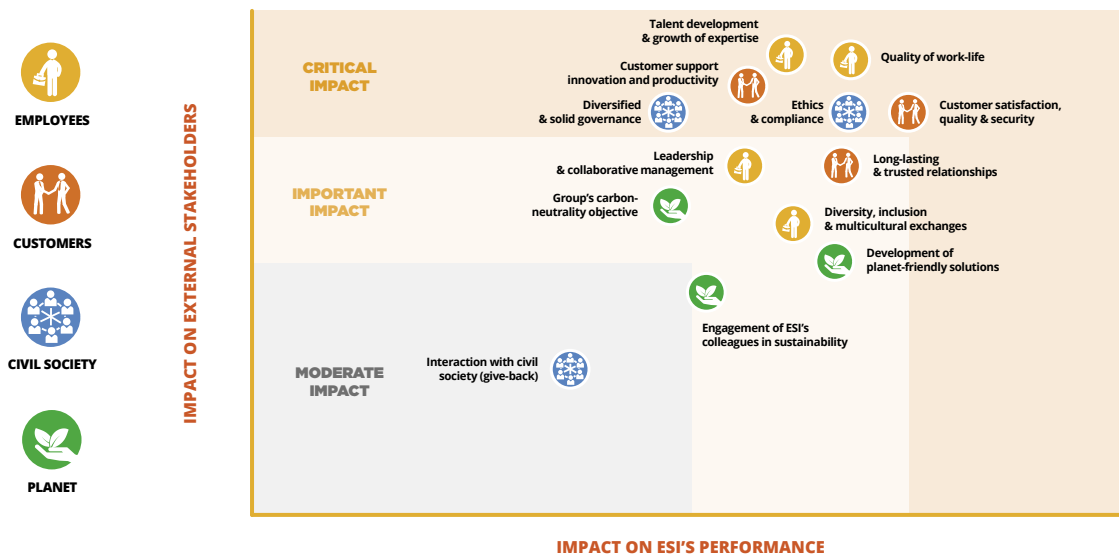 EMPLOYEES
CUSTOMERS
CIVIL SOCIETY
PLANET
IMPACT ON EXTERNAL STAKEHOLDERS
CRITICAL
IMPACT
Talent development
& growth of expertise
Quality of work-life
Customer support
innovation and productivity
Diversified
& solid governance
Ethics
& compliance
Customer satisfaction,
quality & security
IMPORTANT
IMPACT
Leadership
& collaborative management
Long-lasting
& trusted relationships
Group’s carbon-
neutrality objective
Diversity, inclusion
& multicultural exchanges
Development of
planet-friendly solutions
Engagement of ESI’s
colleagues in sustainability
MODERATE
IMPACT
Interaction with civil
society (give-back)
IMPACT ON ESI’S PERFORMANCE